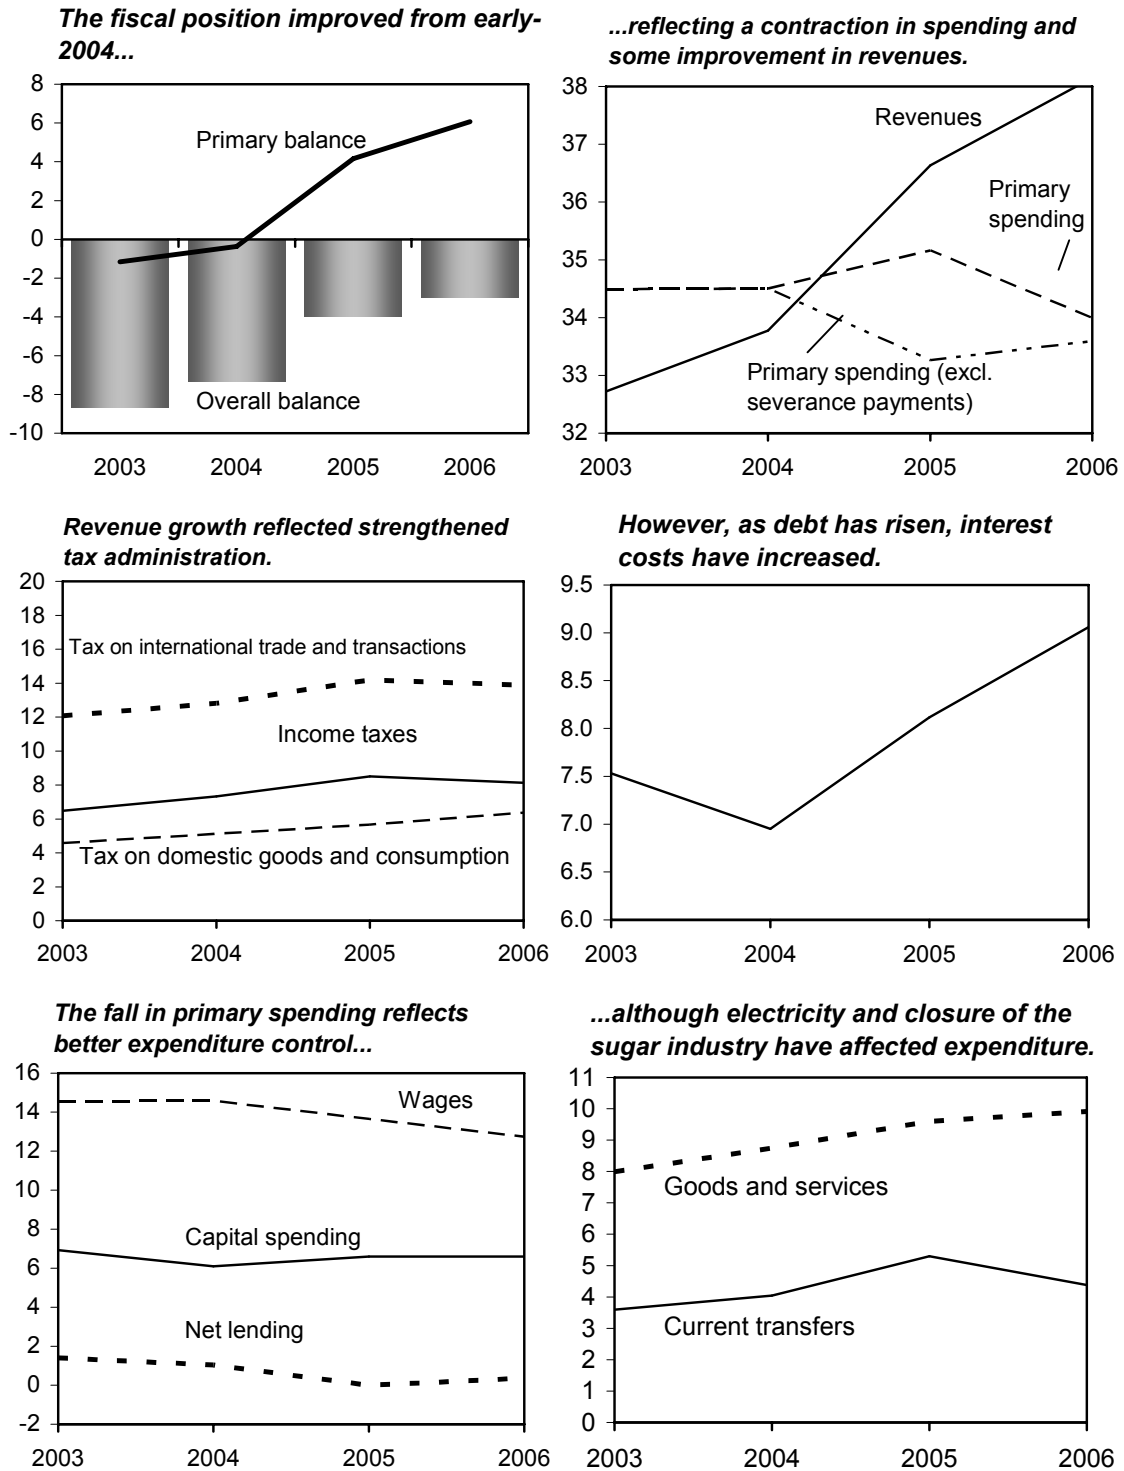 The fiscal position improved from early-
2004...
8
6
4
2
0
-2
-4
-6
-8
-10
Primary balance
Overall balance
2003 2004 2005 2006
...reflecting a contraction in spending and
some improvement in revenues.
38
37
36
35
34
33
32
Revenues
Primary
spending
Primary spending (excl.
severance payments)
2003 2004 2005 2006
Revenue growth reflected strengthened
tax administration.
20
18
16
14
12
10
8
6
4
2
0
Tax on international trade and transactions
Income taxes
Tax on domestic goods and consumption
2003 2004 2005 2006
However, as debt has risen, interest
costs have increased.
9.5
9.0
8.5
8.0
7.5
7.0
6.5
6.0
2003 2004 2005 2006
The fall in primary spending reflects
better expenditure control...
16
14
12
10
8
6
4
2
0
-2
Wages
Capital spending
Net lending
2003 2004 2005 2006
...although electricity and closure of the
sugar industry have affected expenditure.
11
10
9
8
7
6
5
4
3
2
1
0
Goods and services
Current transfers
2003 2004 2005 2006